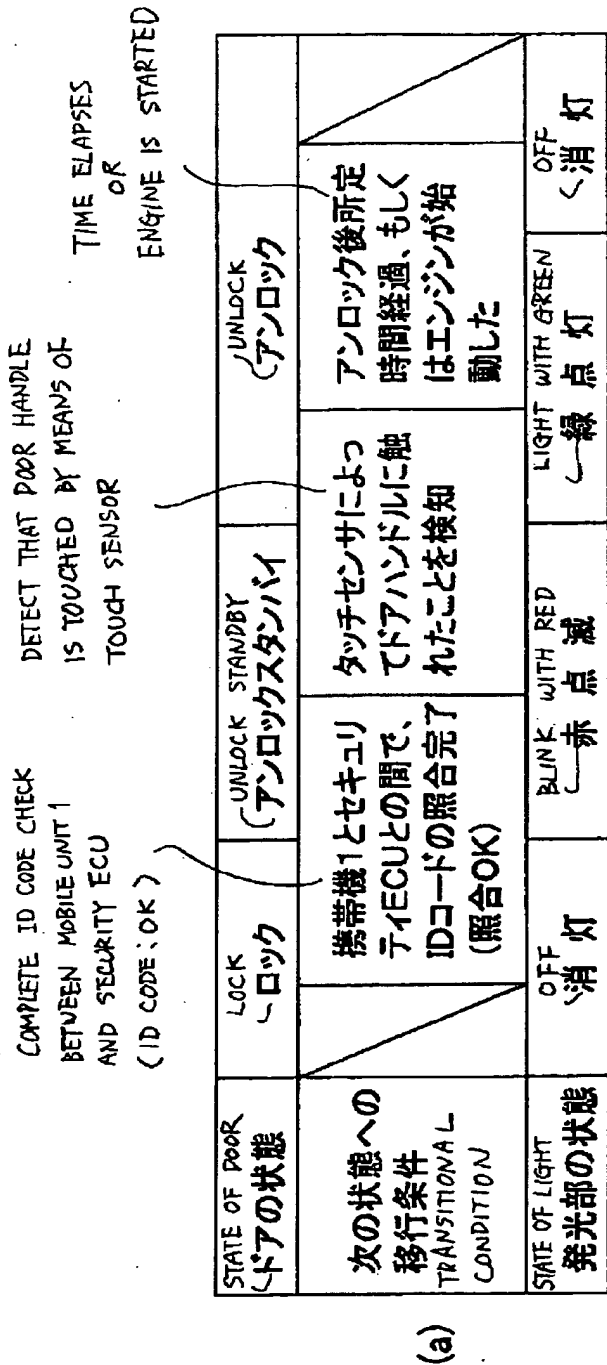 COMPLETE ID CODE CHECK
BETWEEN MOBILE UNIT 1
AND SECURITY ECU
(ID CODE: OK)
DETECT THAT DOOR HANDLE
IS TOUCHED BY MEANS OF
TOUCH SENSOR
TIME ELAPSES
OR
ENGINE IS STARTED
(a)
STATE OF DOOR
ドアの状態
LOCK
ロック
UNLOCK STANDBY
アンロックスタンバイ
UNLOCK
アンロック
次の状態への
移行条件
TRANSITIONAL
CONDITION
携帯機1とセキュリ
ティECUとの間で、
IDコードの照合完了
(照合OK)
タッチセンサによっ
てドアハンドルに触
れたことを検知
アンロック後所定
時間経過、もしく
はエンジンが始
動した
STATE OF LIGHT
発光部の状態
OFF
消灯
BLINK WITH RED
赤点滅
LIGHT WITH GREEN
緑点灯
OFF
消灯